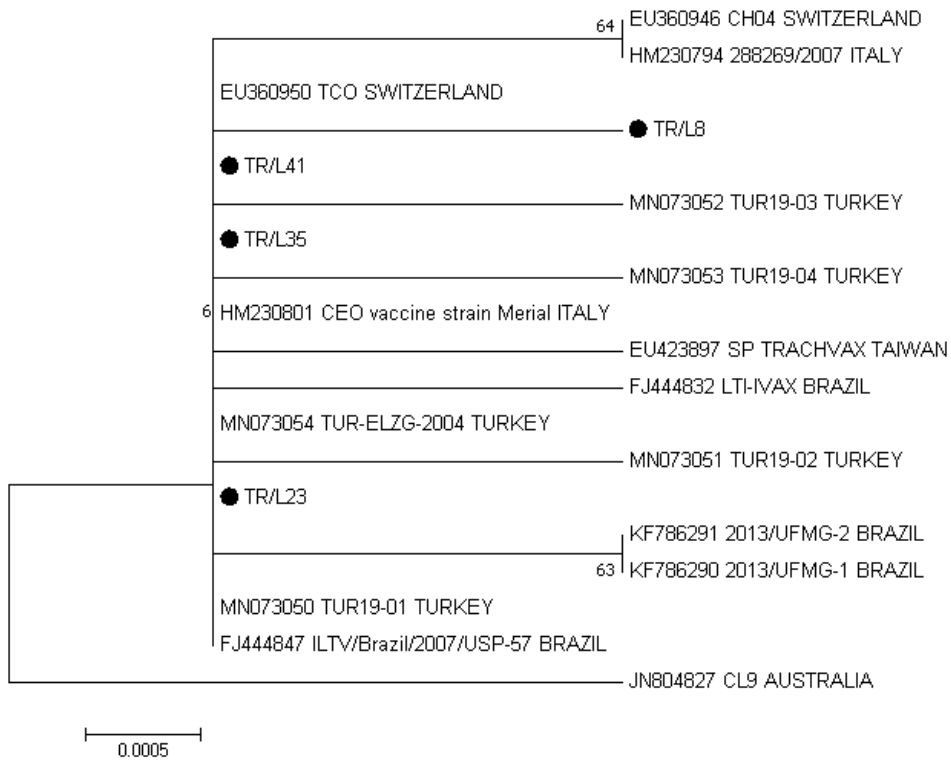 64
EU360946 CH04 SWITZERLAND
HM230794 288269/2007 ITALY
EU360950 TCO SWITZERLAND
TR/L8
TR/L41
MN073052 TUR19-03 TURKEY
TR/L35
MN073053 TUR19-04 TURKEY
6
HM230801 CEO vaccine strain Merial ITALY
EU423897 SP TRACHVAX TAIWAN
FJ444832 LTI-IVAX BRAZIL
MN073054 TUR-ELZG-2004 TURKEY
MN073051 TUR19-02 TURKEY
TR/L23
KF786291 2013/UFMG-2 BRAZIL
63
KF786290 2013/UFMG-1 BRAZIL
MN073050 TUR19-01 TURKEY
FJ444847 ILTV/Brazil/2007/USP-57 BRAZIL
JN804827 CL9 AUSTRALIA
0.0005